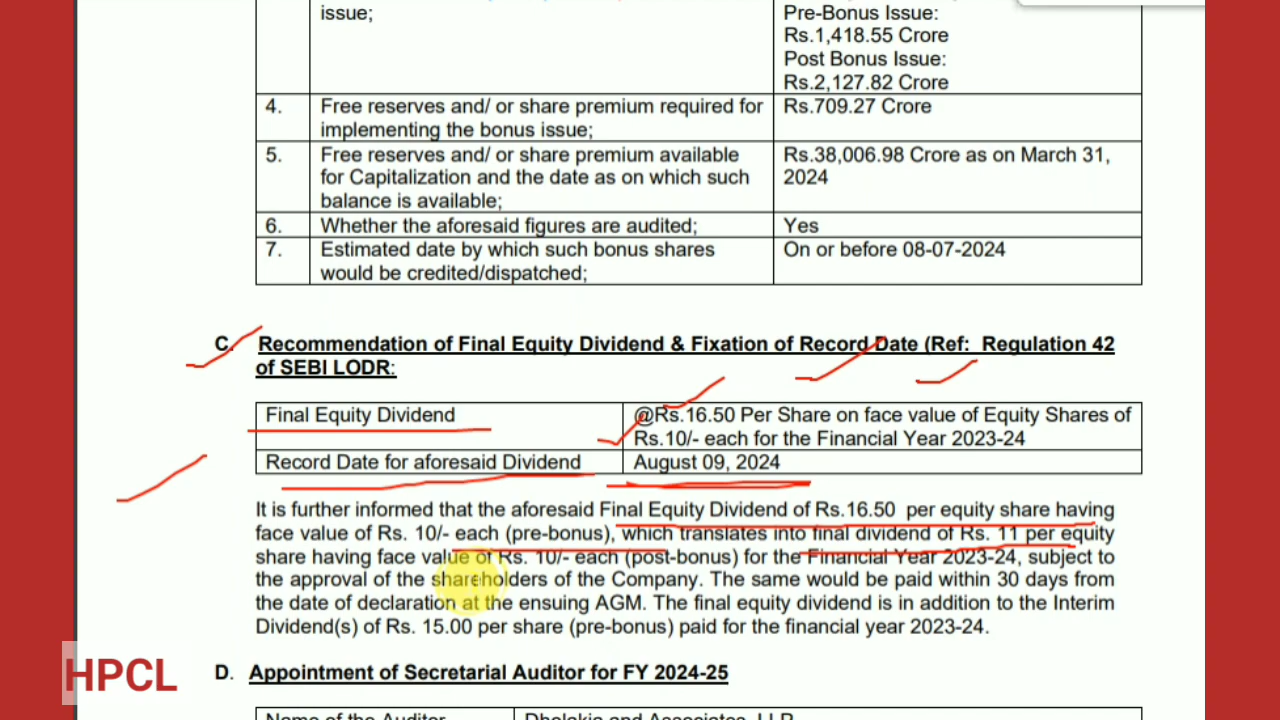 issue;
Pre-Bonus Issue:
Rs.1,418.55 Crore
Post Bonus Issue:
Rs.2,127.82 Crore
4.
Free reserves and/ or share premium required for
implementing the bonus issue;
Rs.709.27 Crore
5.
Free reserves and/ or share premium available
for Capitalization and the date as on which such
balance is available;
Rs.38,006.98 Crore as on March 31,
2024
6.
Whether the aforesaid figures are audited;
Yes
7.
Estimated date by which such bonus shares
would be credited/dispatched;
On or before 08-07-2024
C. Recommendation of Final Equity Dividend & Fixation of Record Date (Ref: Regulation 42
of SEBI LODR:
Final Equity Dividend
@Rs.16.50 Per Share on face value of Equity Shares of
Rs.10/- each for the Financial Year 2023-24
Record Date for aforesaid Dividend
August 09, 2024
It is further informed that the aforesaid Final Equity Dividend of Rs.16.50 per equity share having
face value of Rs. 10/- each (pre-bonus), which translates into final dividend of Rs. 11 per equity
share having face value of Rs. 10/- each (post-bonus) for the Financial Year 2023-24, subject to
the approval of the shareholders of the Company. The same would be paid within 30 days from
the date of declaration at the ensuing AGM. The final equity dividend is in addition to the Interim
Dividend(s) of Rs. 15.00 per share (pre-bonus) paid for the financial year 2023-24.
HPCL
D. Appointment of Secretarial Auditor for FY 2024-25
Name of the Auditor
Dholakia and Associates, LLP